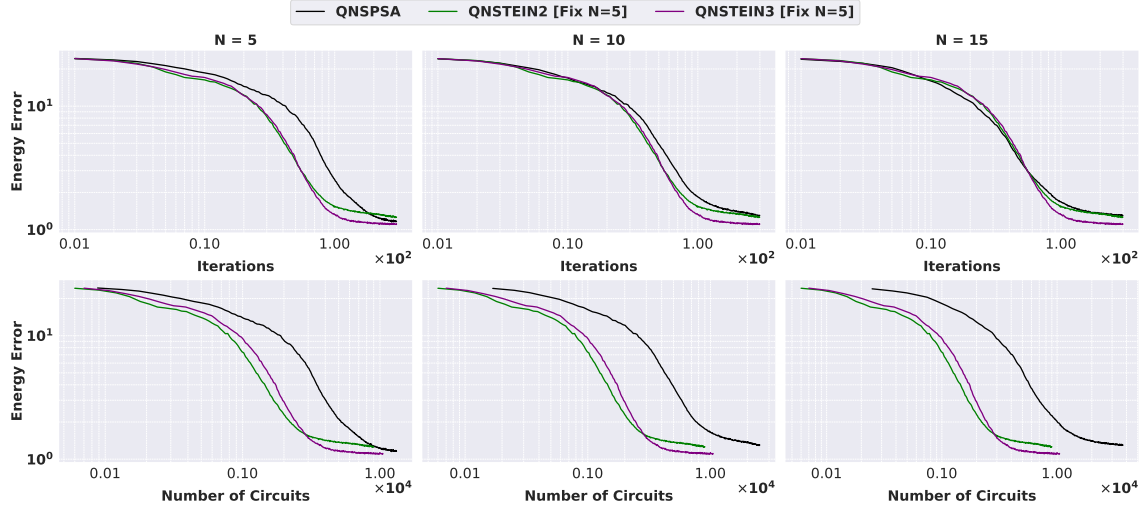 QNSPSA QNSTEIN2 [Fix N=5] QNSTEIN3 [Fix N=5]
N = 5 N = 10 N = 15
Energy Error
10¹
10⁰
0.01 0.10 1.00 0.01 0.10 1.00 0.01 0.10 1.00
×10² ×10² ×10²
Iterations Iterations Iterations
Energy Error
10¹
10⁰
0.01 0.10 1.00 0.01 0.10 1.00 0.01 0.10 1.00
×10⁴ ×10⁴ ×10⁴
Number of Circuits Number of Circuits Number of Circuits